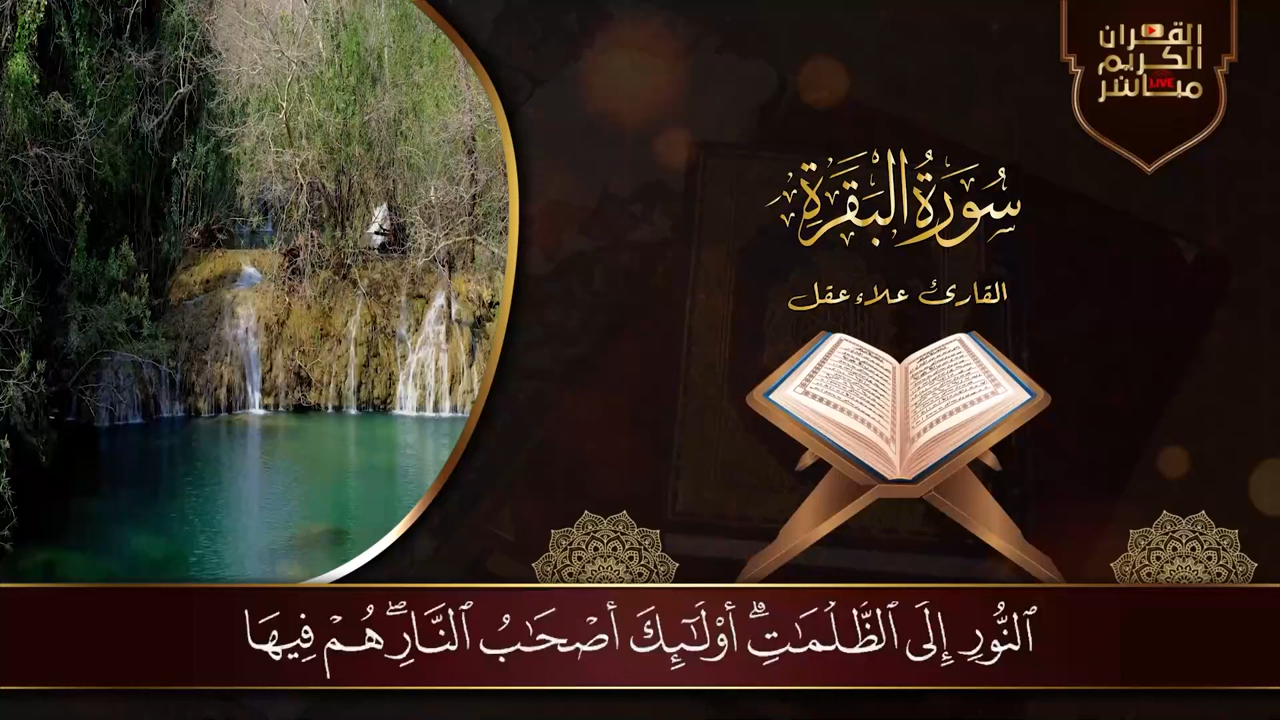 القرآن
الكريم
مباشر
LIVE
سُورَةُ البَقَرَةِ
القارئ علاء عقل
ٱلنُّورِ إِلَى ٱلظُّلُمَٰتِۗ أُوْلَٰٓئِكَ أَصْحَٰبُ ٱلنَّارِۖ هُمْ فِيهَا